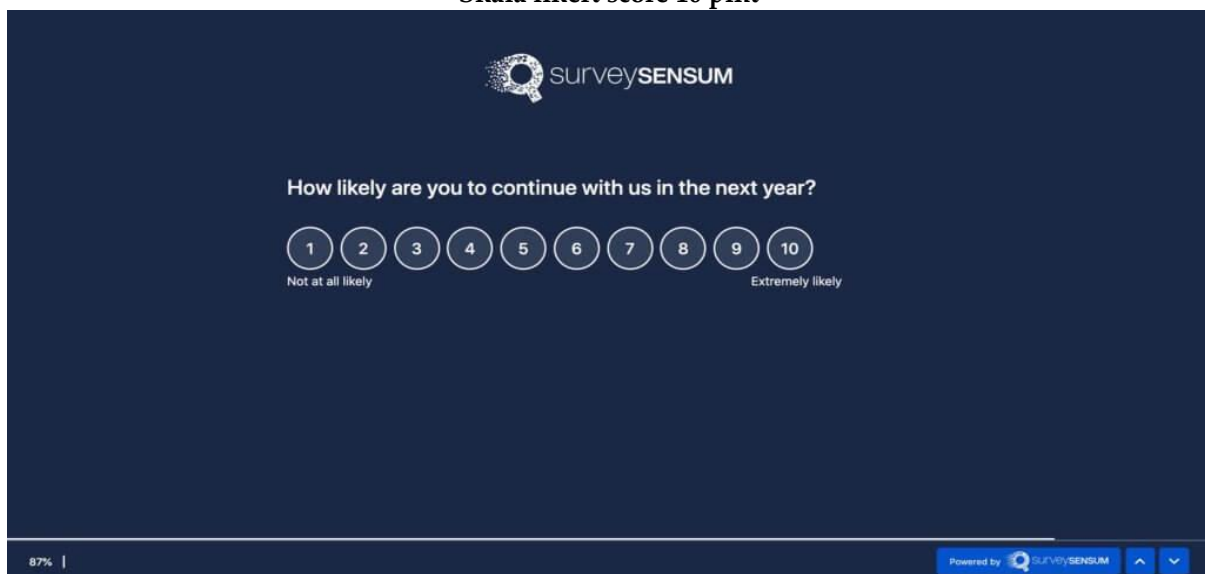 Skala likert score 10 pint
surveySENSUM
How likely are you to continue with us in the next year?
1 2 3 4 5 6 7 8 9 10
Not at all likely Extremely likely
87% Powered by surveySENSUM